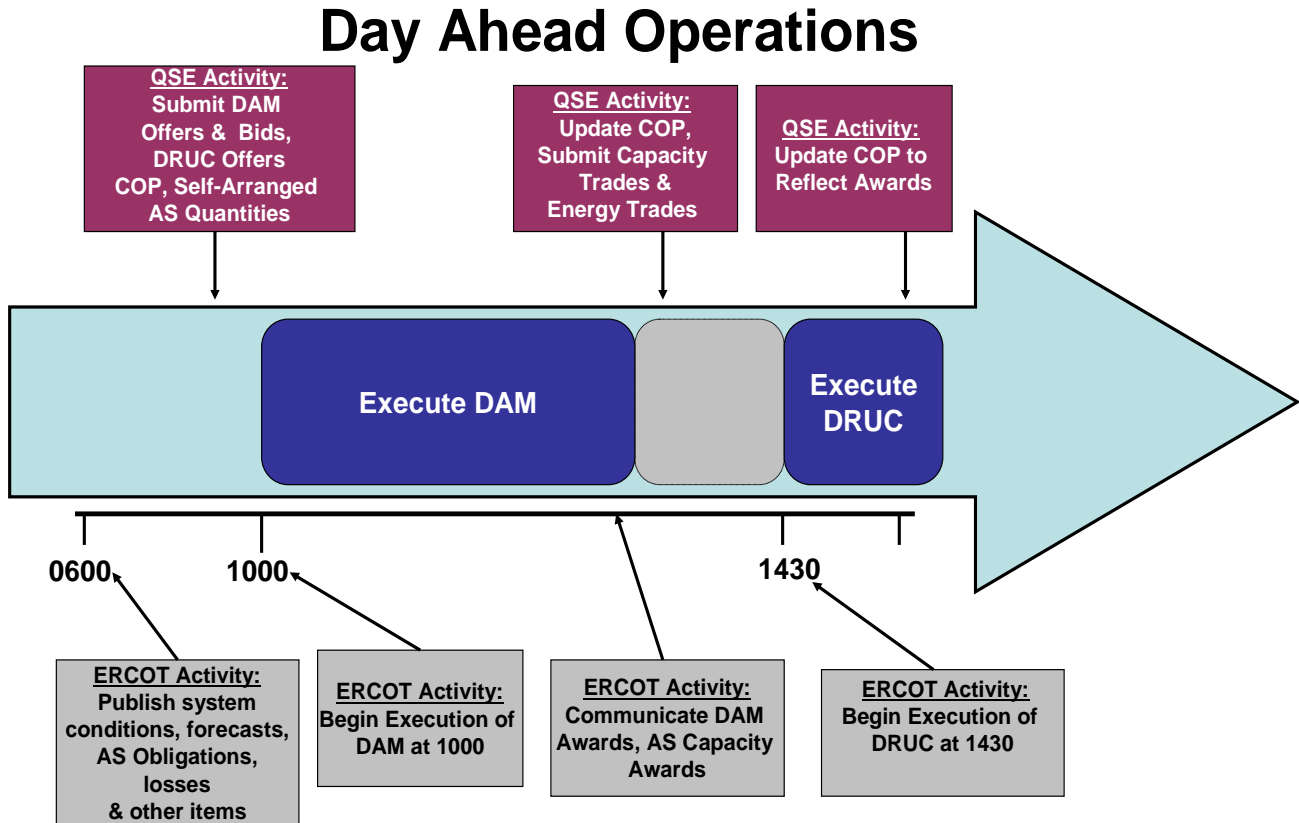 Day Ahead Operations
QSE Activity:
Submit DAM
Offers & Bids,
DRUC Offers
COP, Self-Arranged
AS Quantities
QSE Activity:
Update COP,
Submit Capacity
Trades &
Energy Trades
QSE Activity:
Update COP to
Reflect Awards
Execute DAM
Execute
DRUC
0600
1000
1430
ERCOT Activity:
Publish system
conditions, forecasts,
AS Obligations,
losses
& other items
ERCOT Activity:
Begin Execution of
DAM at 1000
ERCOT Activity:
Communicate DAM
Awards, AS Capacity
Awards
ERCOT Activity:
Begin Execution of
DRUC at 1430